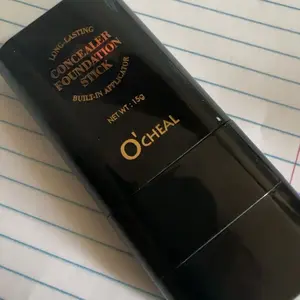 LONG-LASTING
CONCEALER
FOUNDATION
STICK
BUILT-IN APPLICATOR
NET WT.: 15g
O'CHEAL